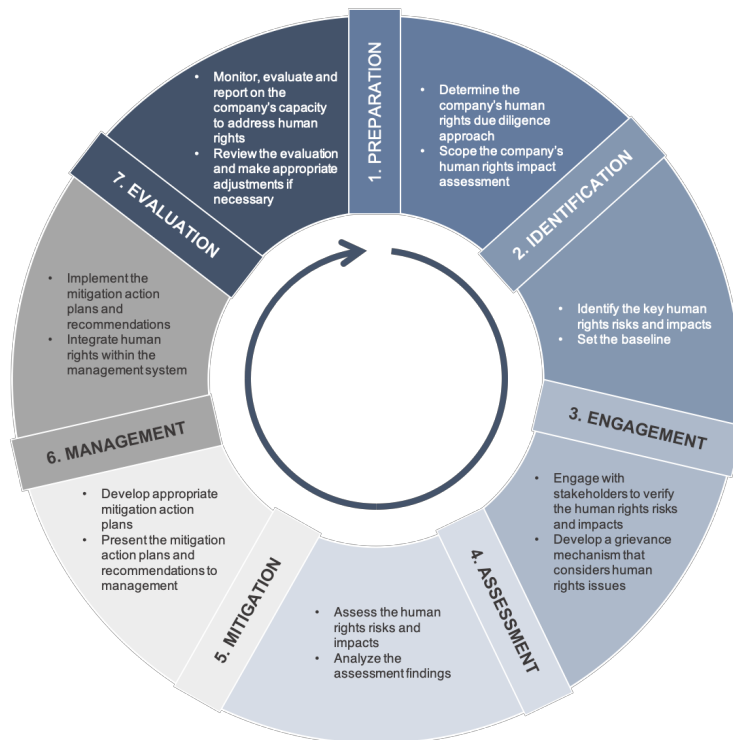 1. PREPARATION
• Determine the
company's human
rights due diligence
approach
• Scope the company's
human rights impact
assessment
2. IDENTIFICATION
• Identify the key human
rights risks and impacts
• Set the baseline
3. ENGAGEMENT
• Engage with
stakeholders to verify
the human rights risks
and impacts
• Develop a grievance
mechanism that
considers human
rights issues
4. ASSESSMENT
• Assess the human
rights risks and
impacts
• Analyze the
assessment findings
5. MITIGATION
• Develop appropriate
mitigation action
plans
• Present the mitigation
action plans and
recommendations to
management
6. MANAGEMENT
• Implement the
mitigation action
plans and
recommendations
• Integrate human
rights within the
management system
7. EVALUATION
• Monitor, evaluate and
report on the
company's capacity
to address human
rights
• Review the evaluation
and make appropriate
adjustments if
necessary